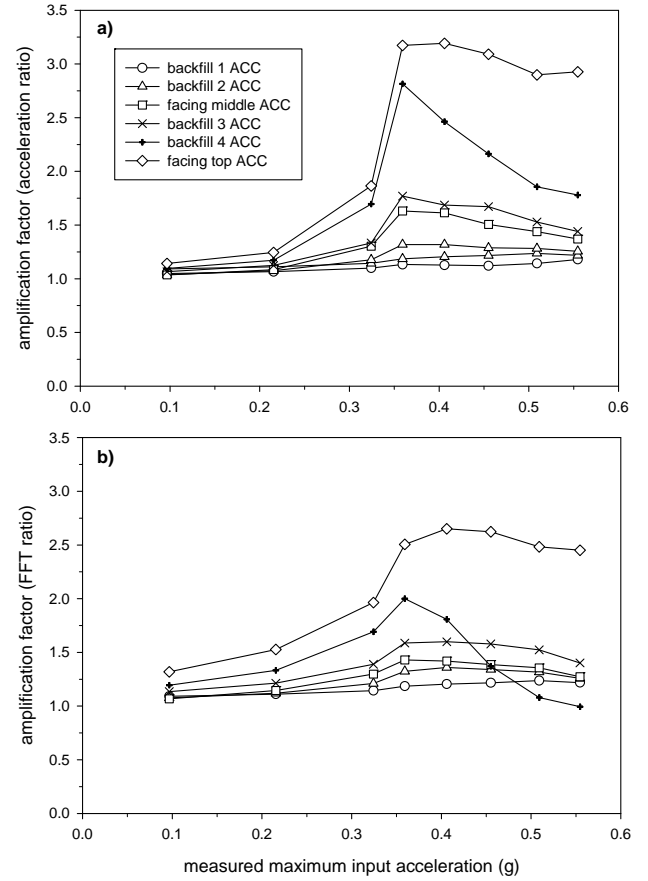 a)
backfill 1 ACC
backfill 2 ACC
facing middle ACC
backfill 3 ACC
backfill 4 ACC
facing top ACC
amplification factor (acceleration ratio)
3.5
3.0
2.5
2.0
1.5
1.0
0.5
0.0
0.0 0.1 0.2 0.3 0.4 0.5 0.6
b)
amplification factor (FFT ratio)
3.5
3.0
2.5
2.0
1.5
1.0
0.5
0.0
0.0 0.1 0.2 0.3 0.4 0.5 0.6
measured maximum input acceleration (g)